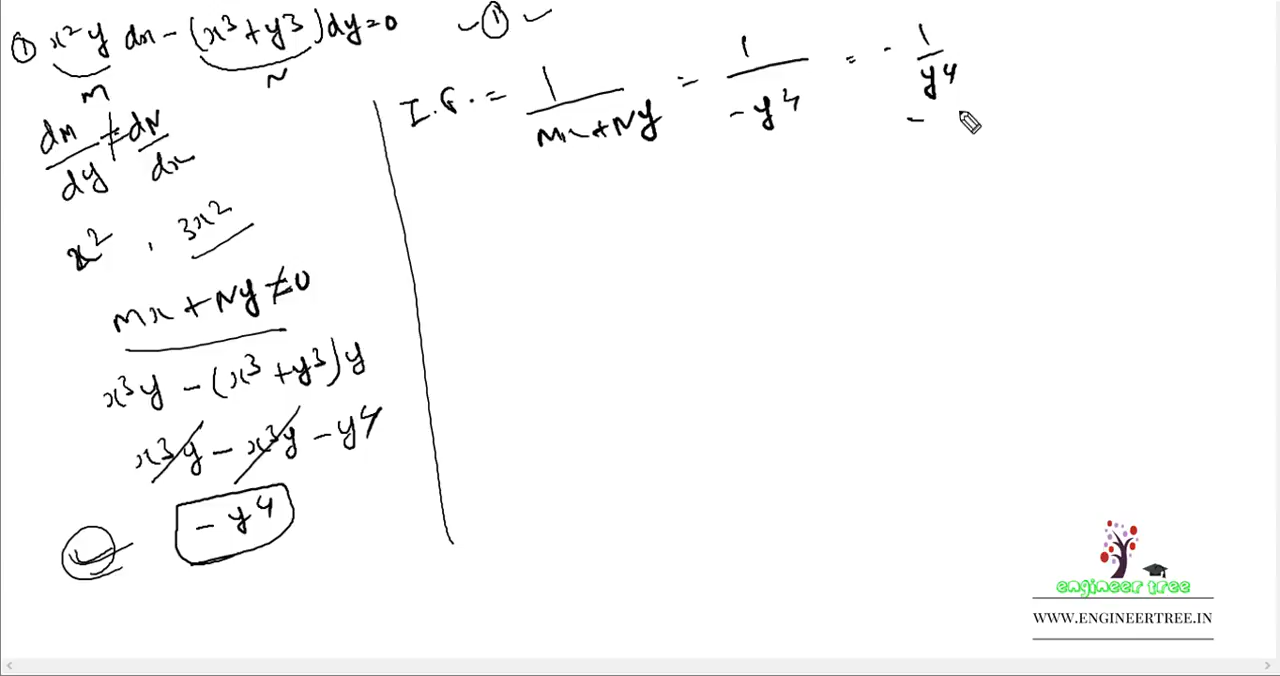 ① x²y dx - (x³+y³)dy=0 - ①
M N
dM/dy ≠ dN/dx
x² , 3x²
Mx + Ny ≠ 0
x³y - (x³+y³)y
x³y - x³y - y⁴
- y⁴
I.F. = 1/(Mx+Ny) = 1/(-y⁴) = - 1/y⁴
-
engineer tree
WWW.ENGINEERTREE.IN